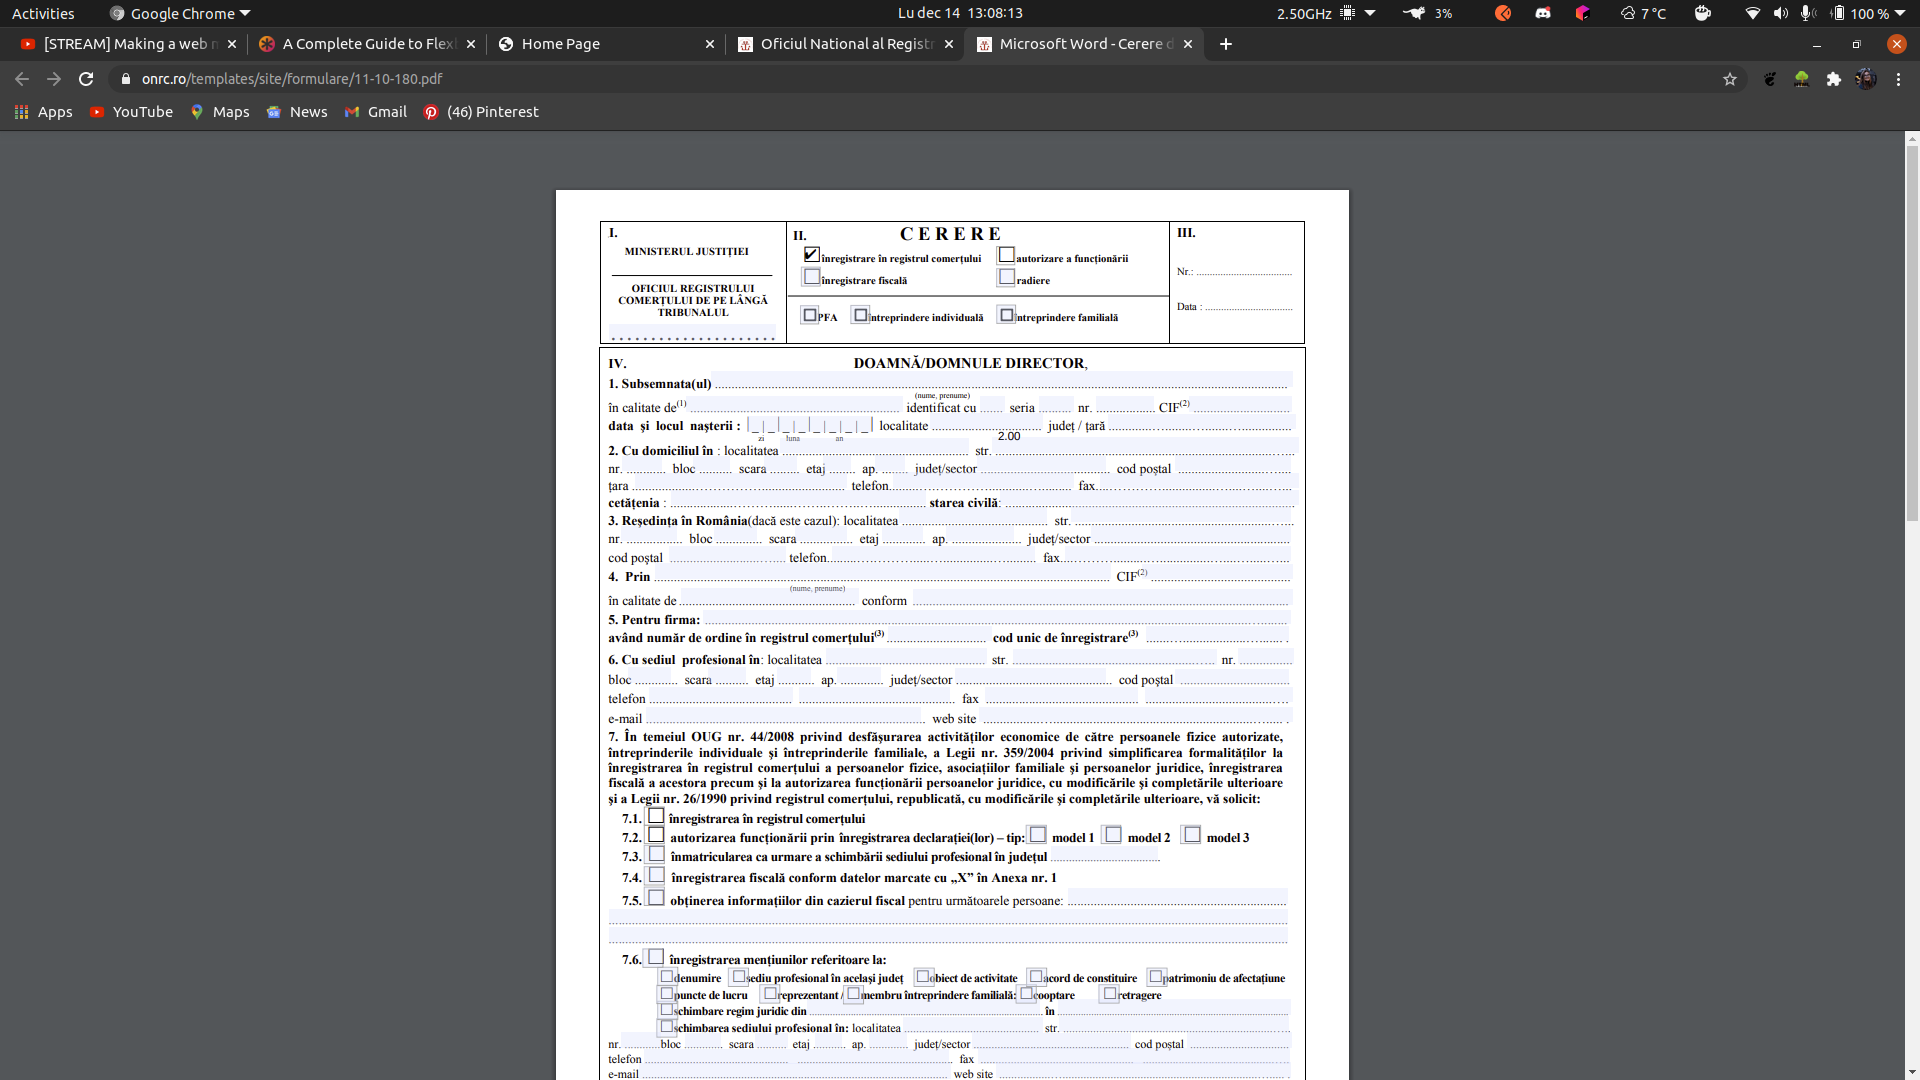 Activities Google Chrome Lu dec 14 13:08:13 2.50GHz 3% 7 °C 100 %
[STREAM] Making a web A Complete Guide to Flex Home Page Oficiul National al Registr Microsoft Word - Cerere d
onrc.ro/templates/site/formulare/11-10-180.pdf
Apps YouTube Maps News Gmail (46) Pinterest
I.
MINISTERUL JUSTIȚIEI
OFICIUL REGISTRULUI
COMERȚULUI DE PE LÂNGĂ
TRIBUNALUL
II. C E R E R E
înregistrare în registrul comerțului autorizare a funcționării
înregistrare fiscală radiere
PFA întreprindere individuală întreprindere familială
III.
Nr.:
Data :
IV. DOAMNĂ/DOMNULE DIRECTOR,
1. Subsemnata(ul)
(nume, prenume)
în calitate de(1) identificat cu seria nr. CIF(2)
data și locul nașterii : localitate județ / țară
zi luna an 2.00
2. Cu domiciliul în : localitatea str.
nr. bloc scara etaj ap. județ/sector cod poștal
țara telefon fax
cetățenia : starea civilă:
3. Reședința în România(dacă este cazul): localitatea str.
nr. bloc scara etaj ap. județ/sector
cod poștal telefon fax
4. Prin CIF(2)
(nume, prenume)
în calitate de conform
5. Pentru firma:
având număr de ordine în registrul comerțului(3) cod unic de înregistrare(3)
6. Cu sediul profesional în: localitatea str. nr.
bloc scara etaj ap. județ/sector cod poștal
telefon fax
e-mail web site
7. În temeiul OUG nr. 44/2008 privind desfășurarea activităților economice de către persoanele fizice autorizate,
întreprinderile individuale și întreprinderile familiale, a Legii nr. 359/2004 privind simplificarea formalităților la
înregistrarea în registrul comerțului a persoanelor fizice, asociațiilor familiale și persoanelor juridice, înregistrarea
fiscală a acestora precum și la autorizarea funcționării persoanelor juridice, cu modificările și completările ulterioare
și a Legii nr. 26/1990 privind registrul comerțului, republicată, cu modificările și completările ulterioare, vă solicit:
7.1. înregistrarea în registrul comerțului
7.2. autorizarea funcționării prin înregistrarea declarației(lor) – tip: model 1 model 2 model 3
7.3. înmatricularea ca urmare a schimbării sediului profesional în județul
7.4. înregistrarea fiscală conform datelor marcate cu „X” în Anexa nr. 1
7.5. obținerea informațiilor din cazierul fiscal pentru următoarele persoane:
7.6. înregistrarea mențiunilor referitoare la:
denumire sediu profesional în același județ obiect de activitate acord de constituire patrimoniu de afectațiune
puncte de lucru reprezentant / membru întreprindere familială: cooptare retragere
schimbare regim juridic din în
schimbarea sediului profesional în: localitatea str.
nr. bloc scara etaj ap. județ/sector cod poștal
telefon fax
e-mail web site